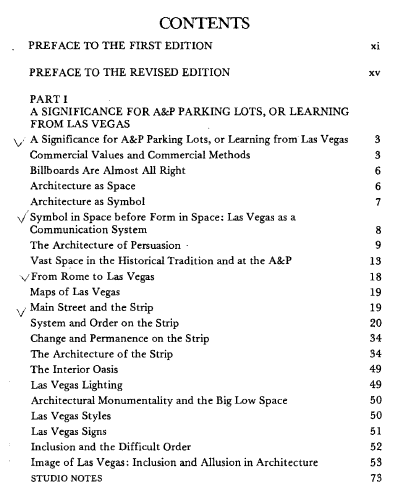 CONTENTS
PREFACE TO THE FIRST EDITION xi
PREFACE TO THE REVISED EDITION xv
PART I
A SIGNIFICANCE FOR A&P PARKING LOTS, OR LEARNING
FROM LAS VEGAS
A Significance for A&P Parking Lots, or Learning from Las Vegas 3
Commercial Values and Commercial Methods 3
Billboards Are Almost All Right 6
Architecture as Space 6
Architecture as Symbol 7
Symbol in Space before Form in Space: Las Vegas as a
Communication System 8
The Architecture of Persuasion 9
Vast Space in the Historical Tradition and at the A&P 13
From Rome to Las Vegas 18
Maps of Las Vegas 19
Main Street and the Strip 19
System and Order on the Strip 20
Change and Permanence on the Strip 34
The Architecture of the Strip 34
The Interior Oasis 49
Las Vegas Lighting 49
Architectural Monumentality and the Big Low Space 50
Las Vegas Styles 50
Las Vegas Signs 51
Inclusion and the Difficult Order 52
Image of Las Vegas: Inclusion and Allusion in Architecture 53
STUDIO NOTES 73